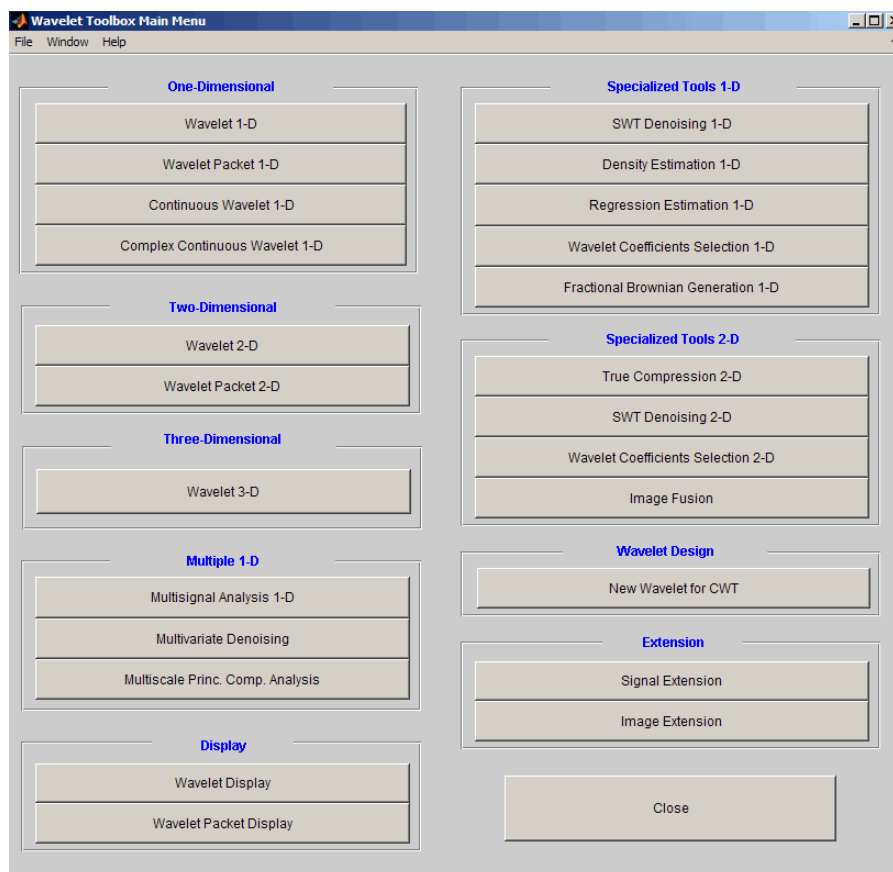 Wavelet Toolbox Main Menu
File Window Help
One-Dimensional
Wavelet 1-D
Wavelet Packet 1-D
Continuous Wavelet 1-D
Complex Continuous Wavelet 1-D
Two-Dimensional
Wavelet 2-D
Wavelet Packet 2-D
Three-Dimensional
Wavelet 3-D
Multiple 1-D
Multisignal Analysis 1-D
Multivariate Denoising
Multiscale Princ. Comp. Analysis
Display
Wavelet Display
Wavelet Packet Display
Specialized Tools 1-D
SWT Denoising 1-D
Density Estimation 1-D
Regression Estimation 1-D
Wavelet Coefficients Selection 1-D
Fractional Brownian Generation 1-D
Specialized Tools 2-D
True Compression 2-D
SWT Denoising 2-D
Wavelet Coefficients Selection 2-D
Image Fusion
Wavelet Design
New Wavelet for CWT
Extension
Signal Extension
Image Extension
Close